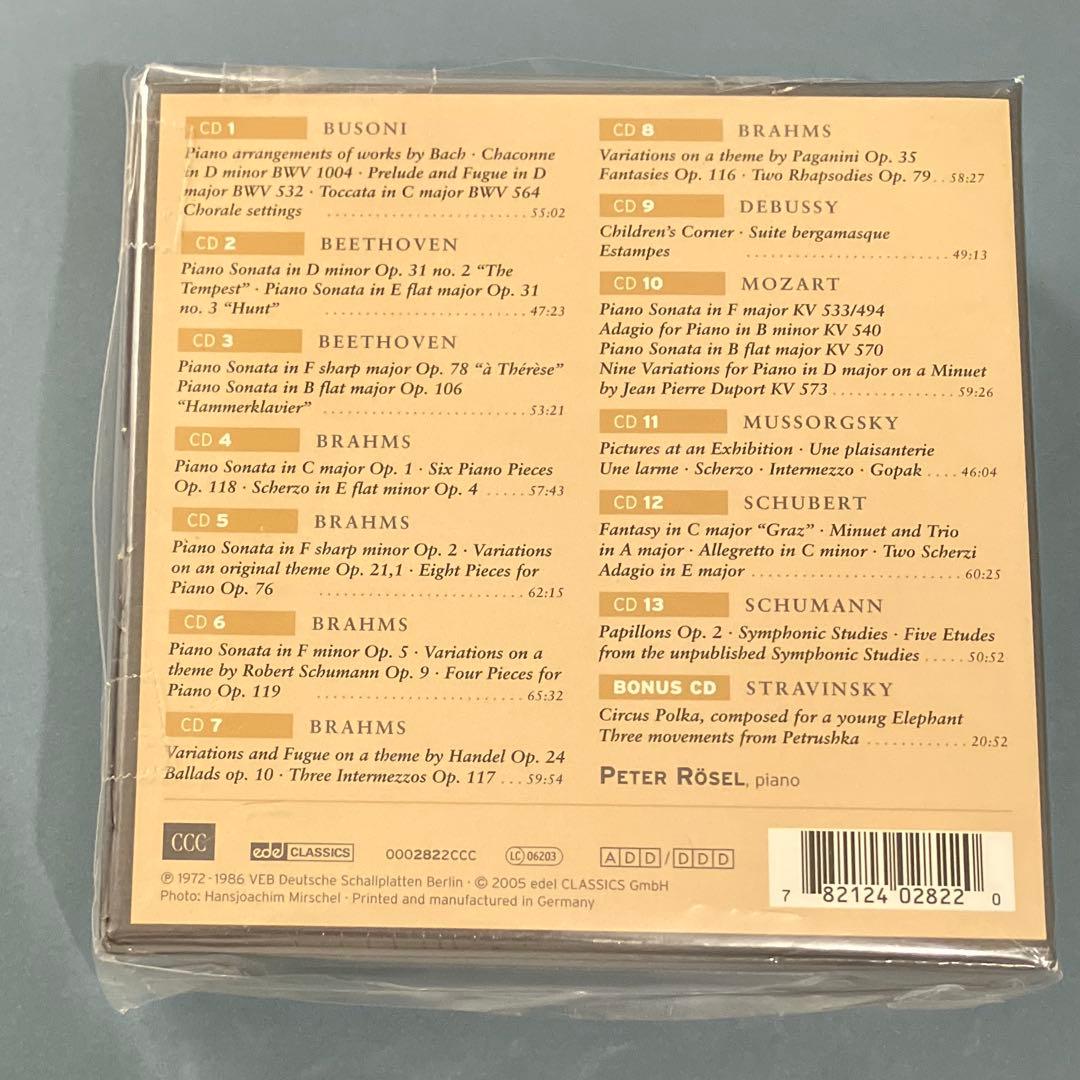 CD 1 BUSONI
Piano arrangements of works by Bach · Chaconne
in D minor BWV 1004 · Prelude and Fugue in D
major BWV 532 · Toccata in C major BWV 564
Chorale settings ........................ 55:02
CD 2 BEETHOVEN
Piano Sonata in D minor Op. 31 no. 2 “The
Tempest” · Piano Sonata in E flat major Op. 31
no. 3 “Hunt” ........................ 47:23
CD 3 BEETHOVEN
Piano Sonata in F sharp major Op. 78 “à Thérèse”
Piano Sonata in B flat major Op. 106
“Hammerklavier” ........................ 53:21
CD 4 BRAHMS
Piano Sonata in C major Op. 1 · Six Piano Pieces
Op. 118 · Scherzo in E flat minor Op. 4 ..... 57:43
CD 5 BRAHMS
Piano Sonata in F sharp minor Op. 2 · Variations
on an original theme Op. 21,1 · Eight Pieces for
Piano Op. 76 ........................ 62:15
CD 6 BRAHMS
Piano Sonata in F minor Op. 5 · Variations on a
theme by Robert Schumann Op. 9 · Four Pieces for
Piano Op. 119 ........................ 65:32
CD 7 BRAHMS
Variations and Fugue on a theme by Handel Op. 24
Ballads op. 10 · Three Intermezzos Op. 117 ... 59:54
CD 8 BRAHMS
Variations on a theme by Paganini Op. 35
Fantasies Op. 116 · Two Rhapsodies Op. 79 .. 58:27
CD 9 DEBUSSY
Children's Corner · Suite bergamasque
Estampes ........................ 49:13
CD 10 MOZART
Piano Sonata in F major KV 533/494
Adagio for Piano in B minor KV 540
Piano Sonata in B flat major KV 570
Nine Variations for Piano in D major on a Minuet
by Jean Pierre Duport KV 573 ............... 59:26
CD 11 MUSSORGSKY
Pictures at an Exhibition · Une plaisanterie
Une larme · Scherzo · Intermezzo · Gopak .... 46:04
CD 12 SCHUBERT
Fantasy in C major “Graz” · Minuet and Trio
in A major · Allegretto in C minor · Two Scherzi
Adagio in E major ........................ 60:25
CD 13 SCHUMANN
Papillons Op. 2 · Symphonic Studies · Five Etudes
from the unpublished Symphonic Studies ..... 50:52
BONUS CD STRAVINSKY
Circus Polka, composed for a young Elephant
Three movements from Petrushka ............ 20:52
PETER RÖSEL, piano
CCC edel CLASSICS 0002822CCC LC 06203 ADD/DDD
℗ 1972 - 1986 VEB Deutsche Schallplatten Berlin · © 2005 edel CLASSICS GmbH
Photo: Hansjoachim Mirschel · Printed and manufactured in Germany
7 82124 02822 0